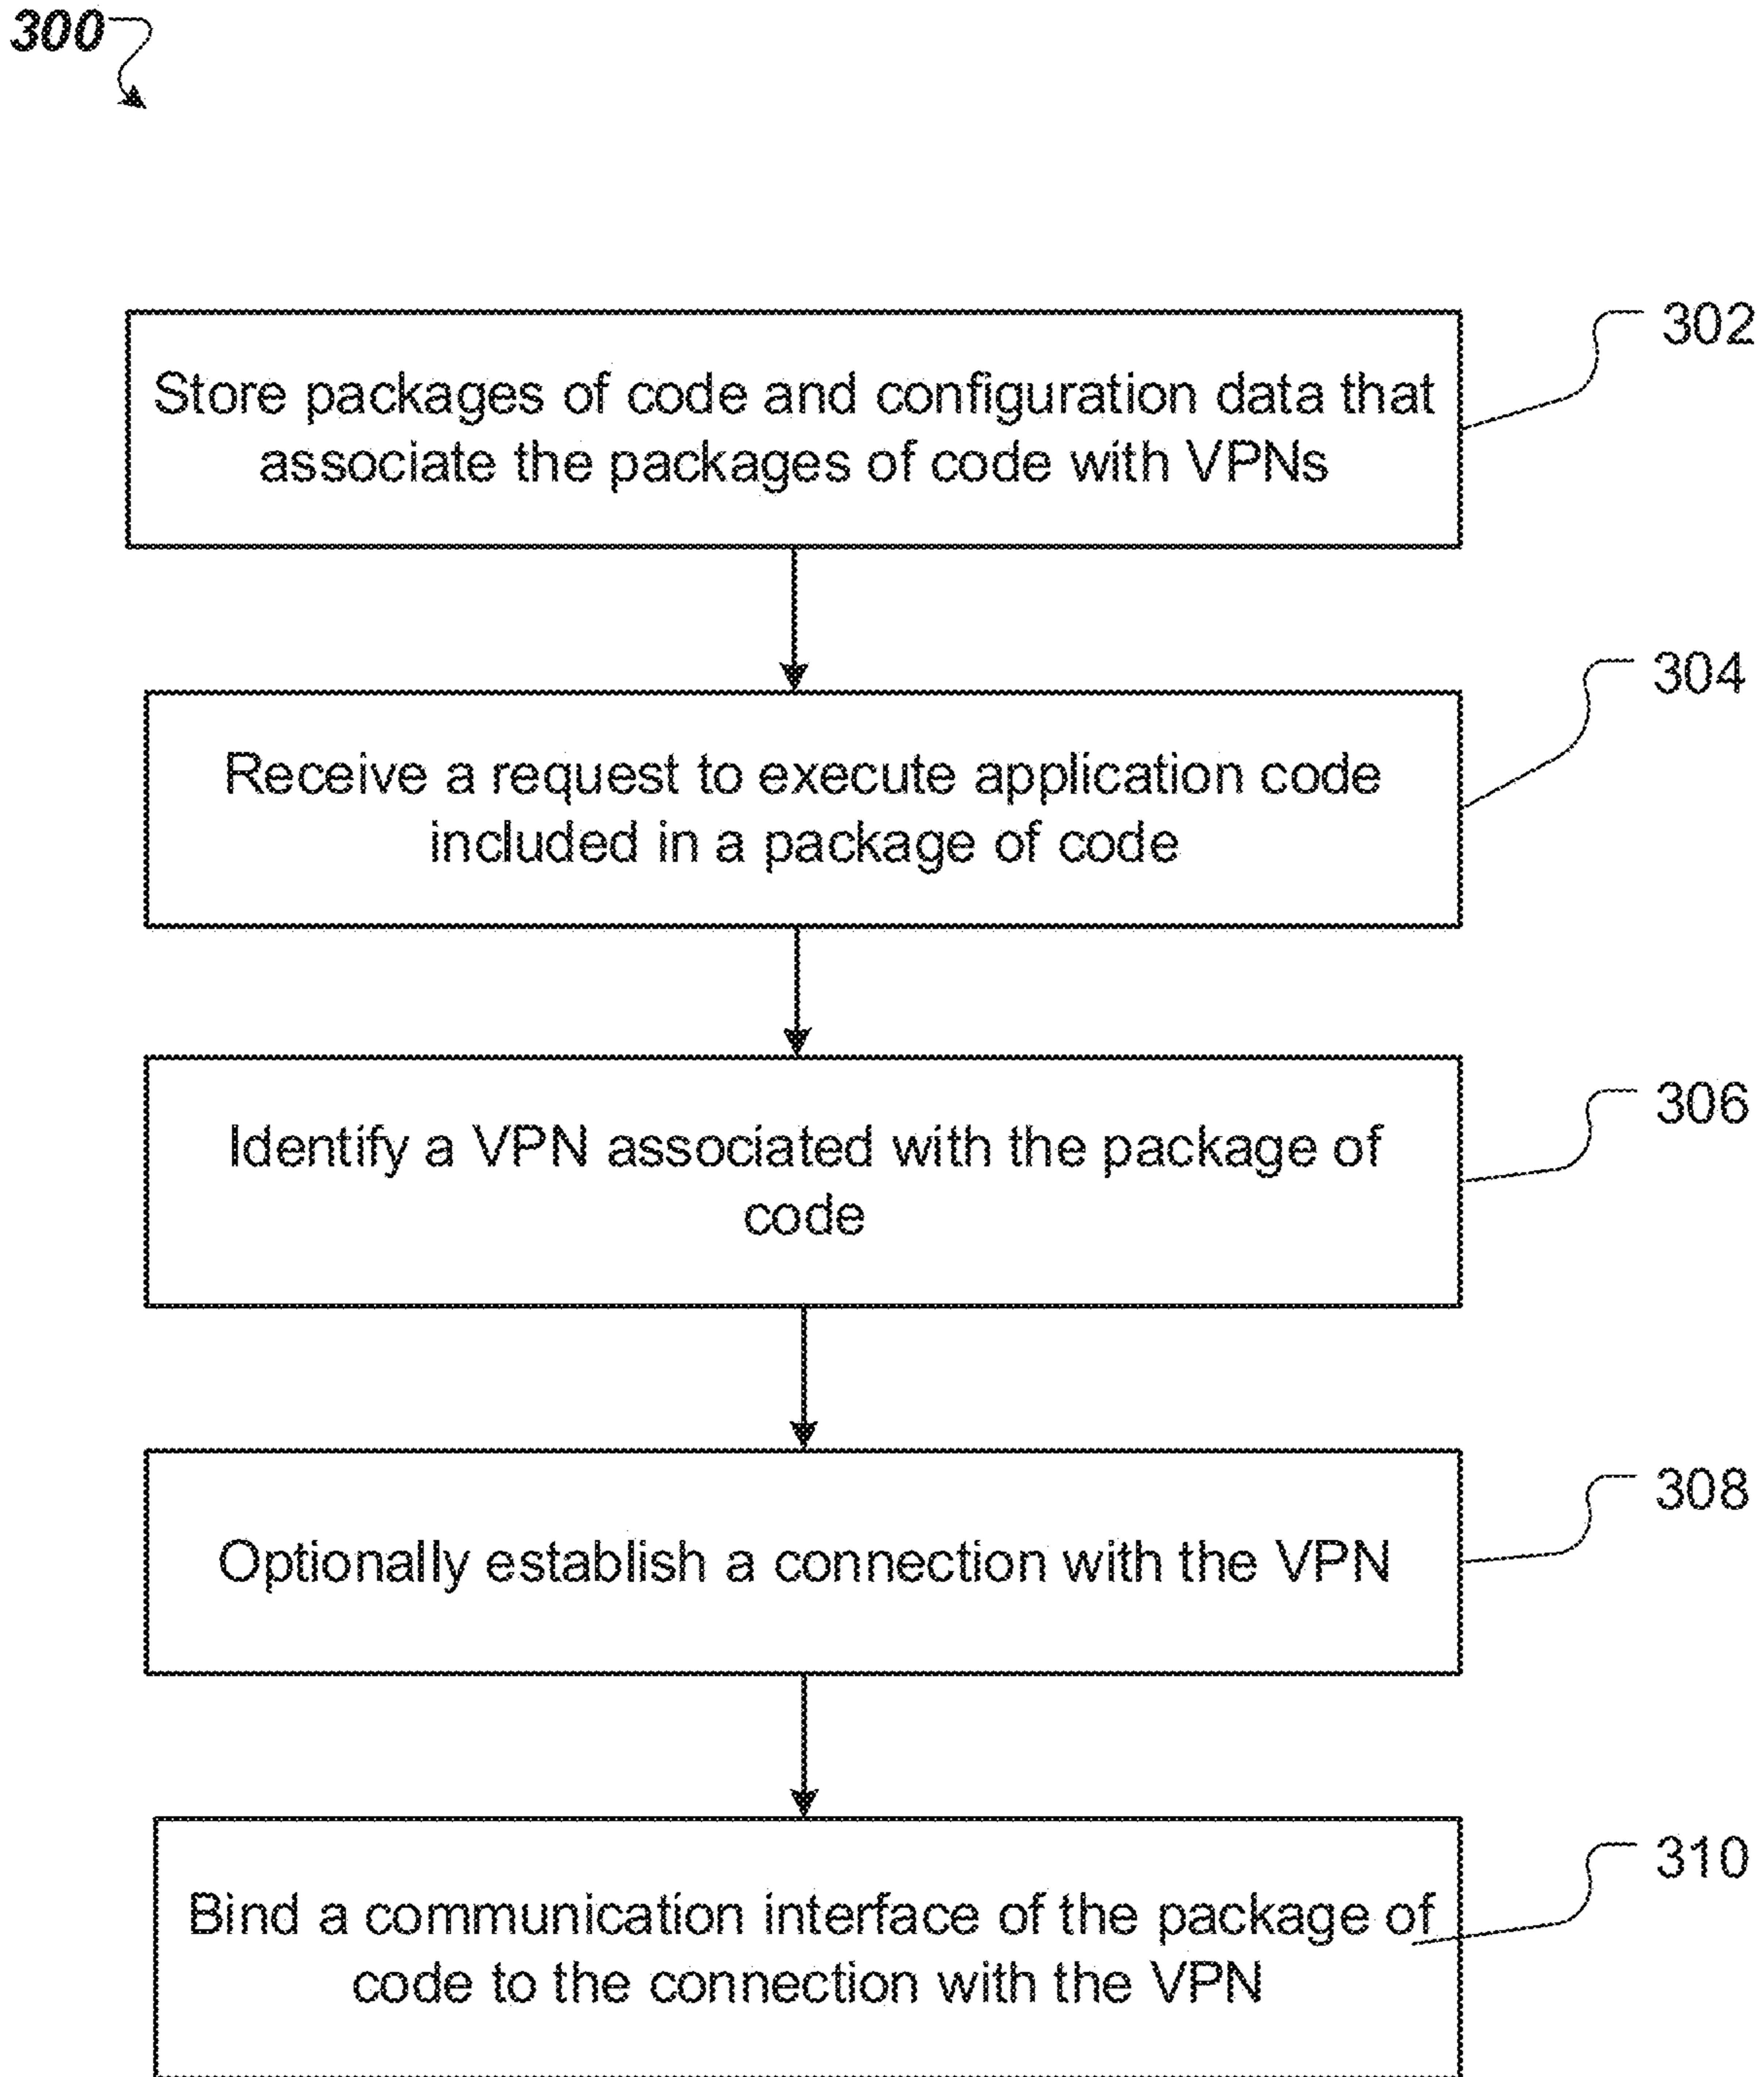 300
302
Store packages of code and configuration data that
associate the packages of code with VPNs
304
Receive a request to execute application code
included in a package of code
306
Identify a VPN associated with the package of
code
308
Optionally establish a connection with the VPN
310
Bind a communication interface of the package of
code to the connection with the VPN